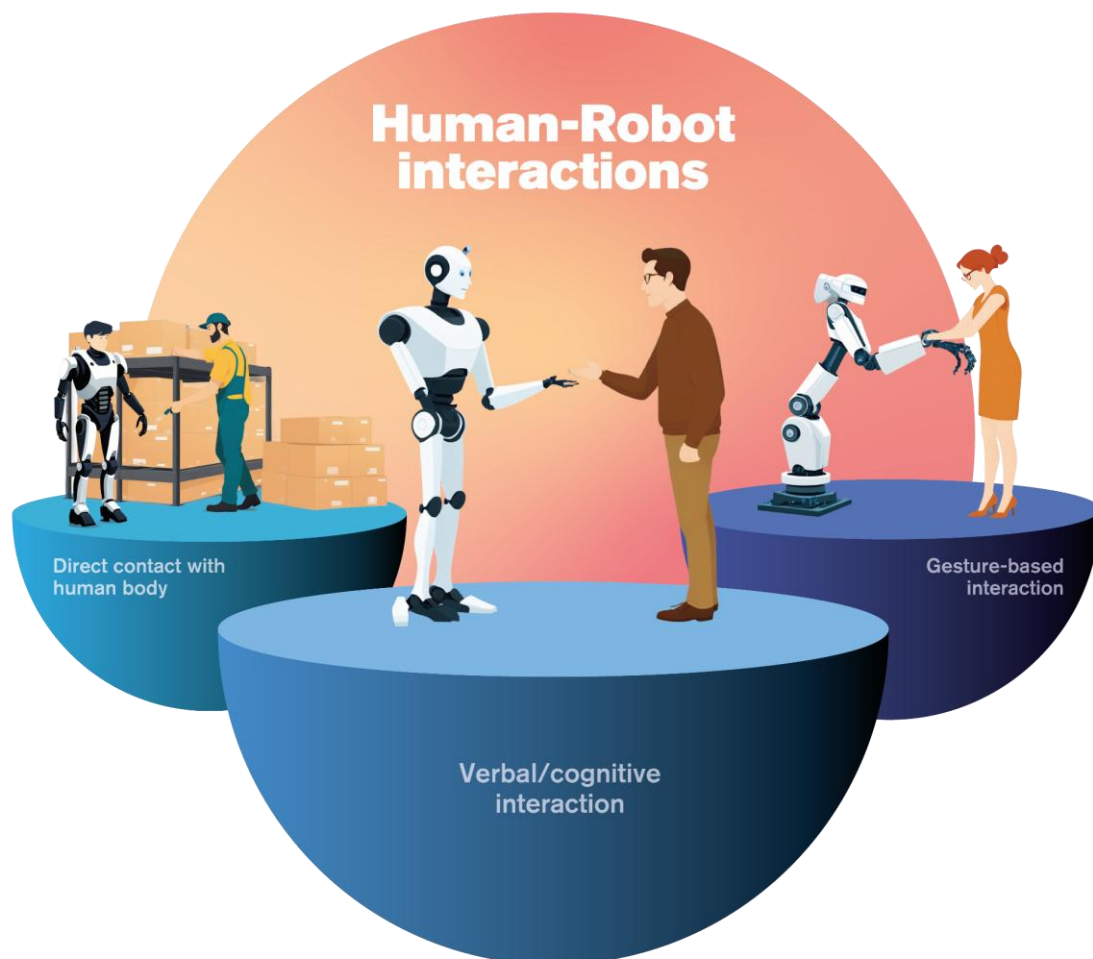 Human-Robot
interactions
Direct contact with
human body
Gesture-based
interaction
Verbal/cognitive
interaction